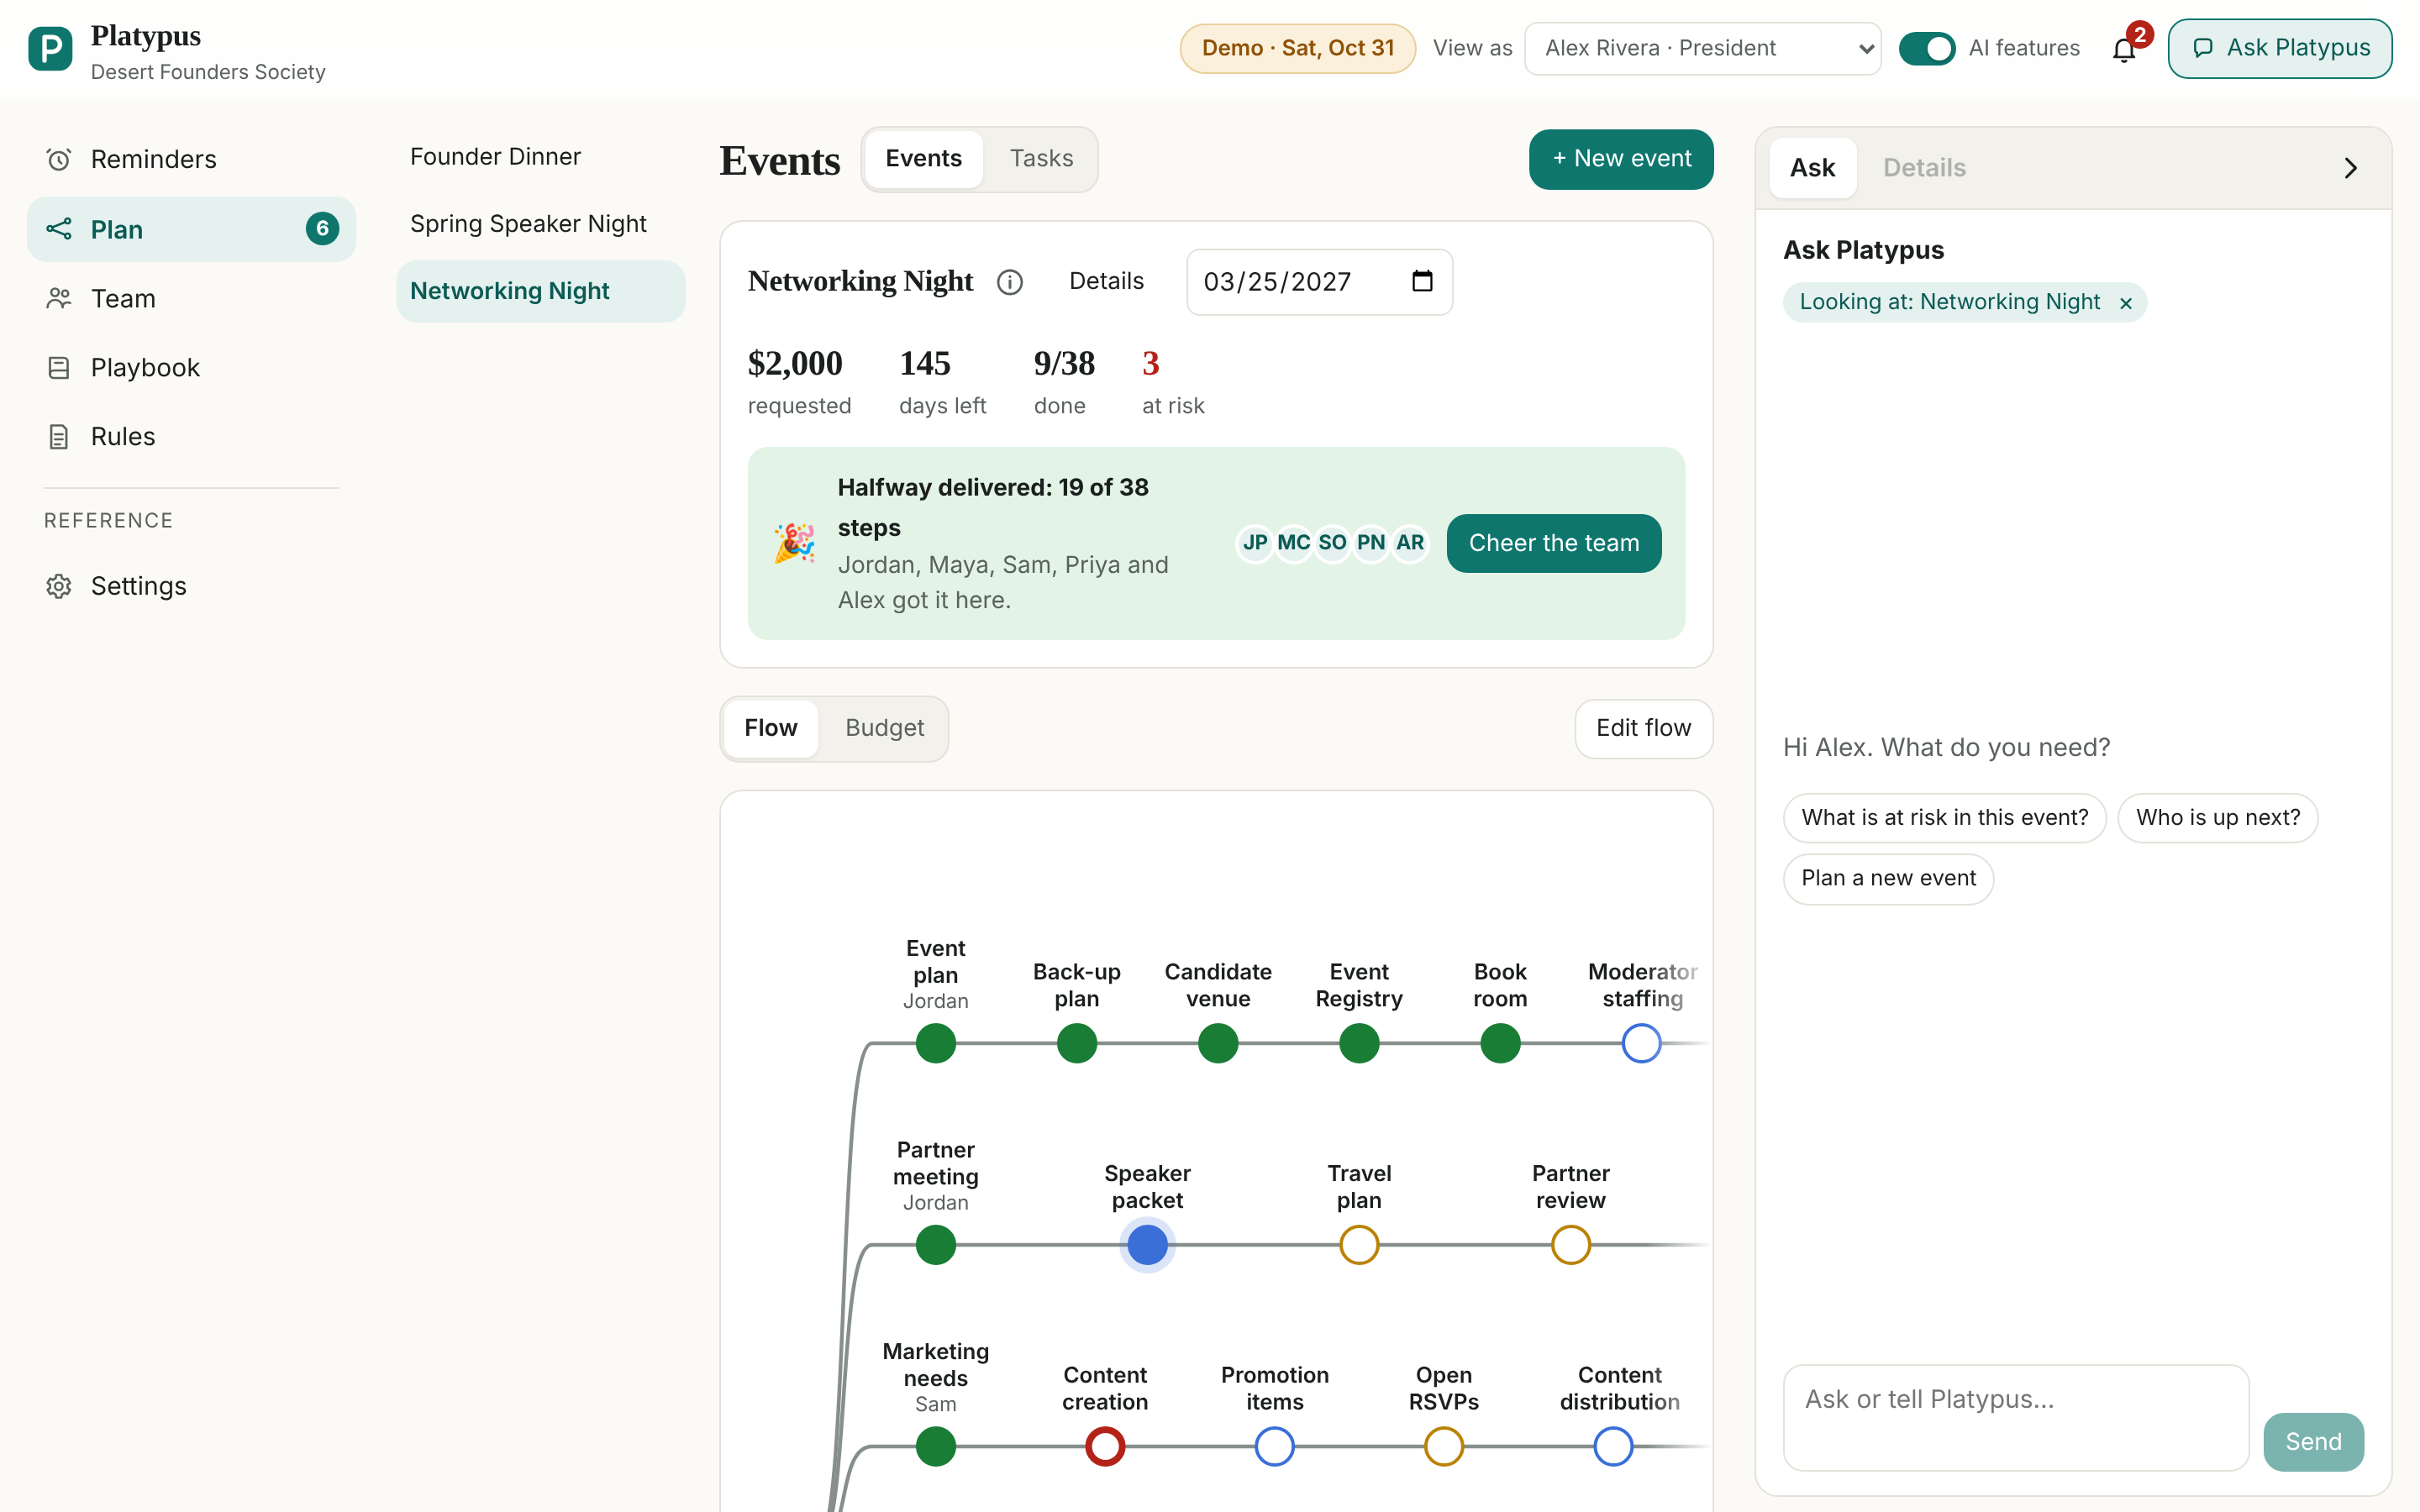 Platypus
Desert Founders Society
Demo · Sat, Oct 31
View as
Alex Rivera · President
AI features
2
Ask Platypus
Reminders
Plan
6
Team
Playbook
Rules
REFERENCE
Settings
Founder Dinner
Spring Speaker Night
Networking Night
Events
Events
Tasks
+ New event
Networking Night
Details
03/25/2027
$2,000
requested
145
days left
9/38
done
3
at risk
Halfway delivered: 19 of 38
steps
Jordan, Maya, Sam, Priya and
Alex got it here.
JP
MC
SO
PN
AR
Cheer the team
Flow
Budget
Edit flow
Event
plan
Jordan
Back-up
plan
Candidate
venue
Event
Registry
Book
room
Moderator
staffing
Partner
meeting
Jordan
Speaker
packet
Travel
plan
Partner
review
Marketing
needs
Sam
Content
creation
Promotion
items
Open
RSVPs
Content
distribution
Ask
Details
Ask Platypus
Looking at: Networking Night ×
Hi Alex. What do you need?
What is at risk in this event?
Who is up next?
Plan a new event
Ask or tell Platypus...
Send